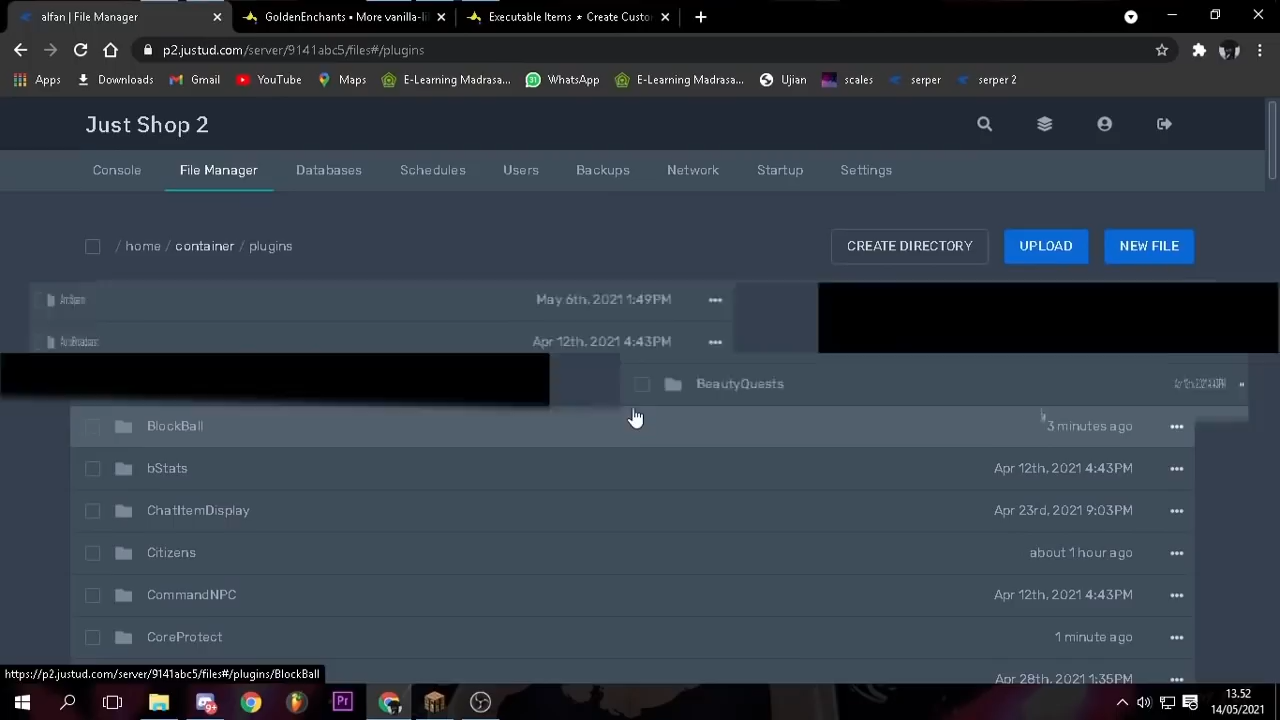 alfan | File Manager
GoldenEnchants • More vanilla-li
Executable Items ★ Create Custo
p2.justud.com/server/9141abc5/files#/plugins
Apps Downloads Gmail YouTube Maps E-Learning Madrasa... WhatsApp E-Learning Madrasa... Ujian scales serper serper 2
Just Shop 2
Console File Manager Databases Schedules Users Backups Network Startup Settings
/ home / container / plugins
CREATE DIRECTORY UPLOAD NEW FILE
May 6th, 2021 1:49PM
Apr 12th, 2021 4:43PM
BeautyQuests Apr 12th, 2021 4:43PM
BlockBall 3 minutes ago
bStats Apr 12th, 2021 4:43PM
ChatItemDisplay Apr 23rd, 2021 9:03PM
Citizens about 1 hour ago
CommandNPC Apr 12th, 2021 4:43PM
CoreProtect 1 minute ago
Apr 28th, 2021 1:35PM
https://p2.justud.com/server/9141abc5/files#/plugins/BlockBall
Pr
13.52
14/05/2021